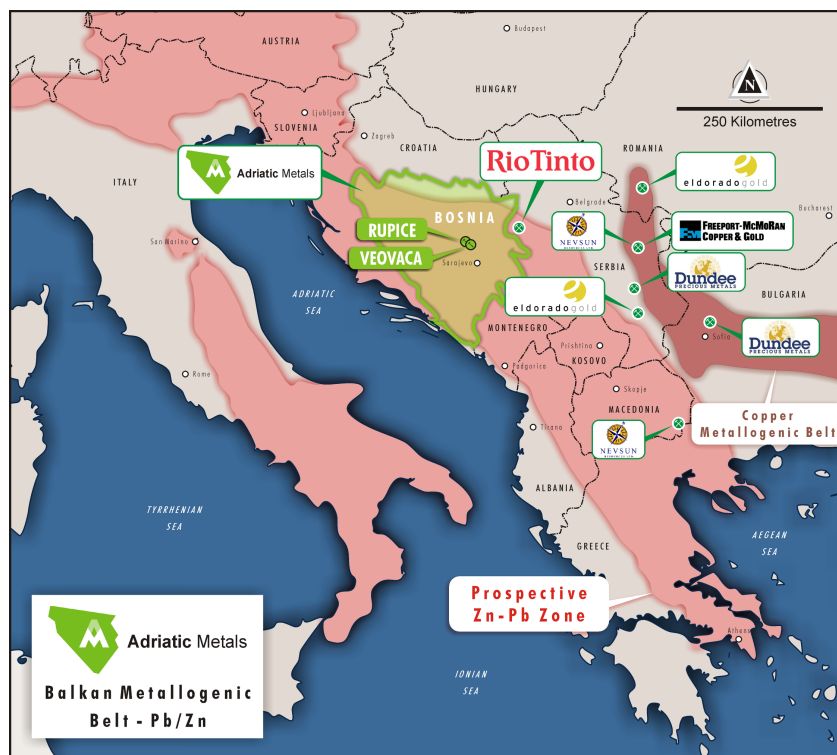 AUSTRIA
Budapest
HUNGARY
N
250 Kilometres
Ljubljana
SLOVENIA
Zagreb
CROATIA
ROMANIA
RioTinto
eldoradogold
Adriatic Metals
ITALY
BOSNIA
Belgrade
Bucharest
RUPICE
NEVSUN
FREEPORT-McMoRAN
COPPER & GOLD
San Marino
VEOVACA
Sarajevo
SERBIA
Dundee
PRECIOUS METALS
ADRIATIC
SEA
eldoradogold
BULGARIA
MONTENEGRO
Prishtina
Sofia
Dundee
PRECIOUS METALS
KOSOVO
Podgorica
Rome
Skopje
MACEDONIA
Copper
Metallogenic Belt
Tirana
NEVSUN
ALBANIA
TYRRHENIAN
SEA
AEGEAN
SEA
GREECE
Prospective
Zn-Pb Zone
Adriatic Metals
Athens
Balkan Metallogenic
Belt - Pb/Zn
IONIAN
SEA